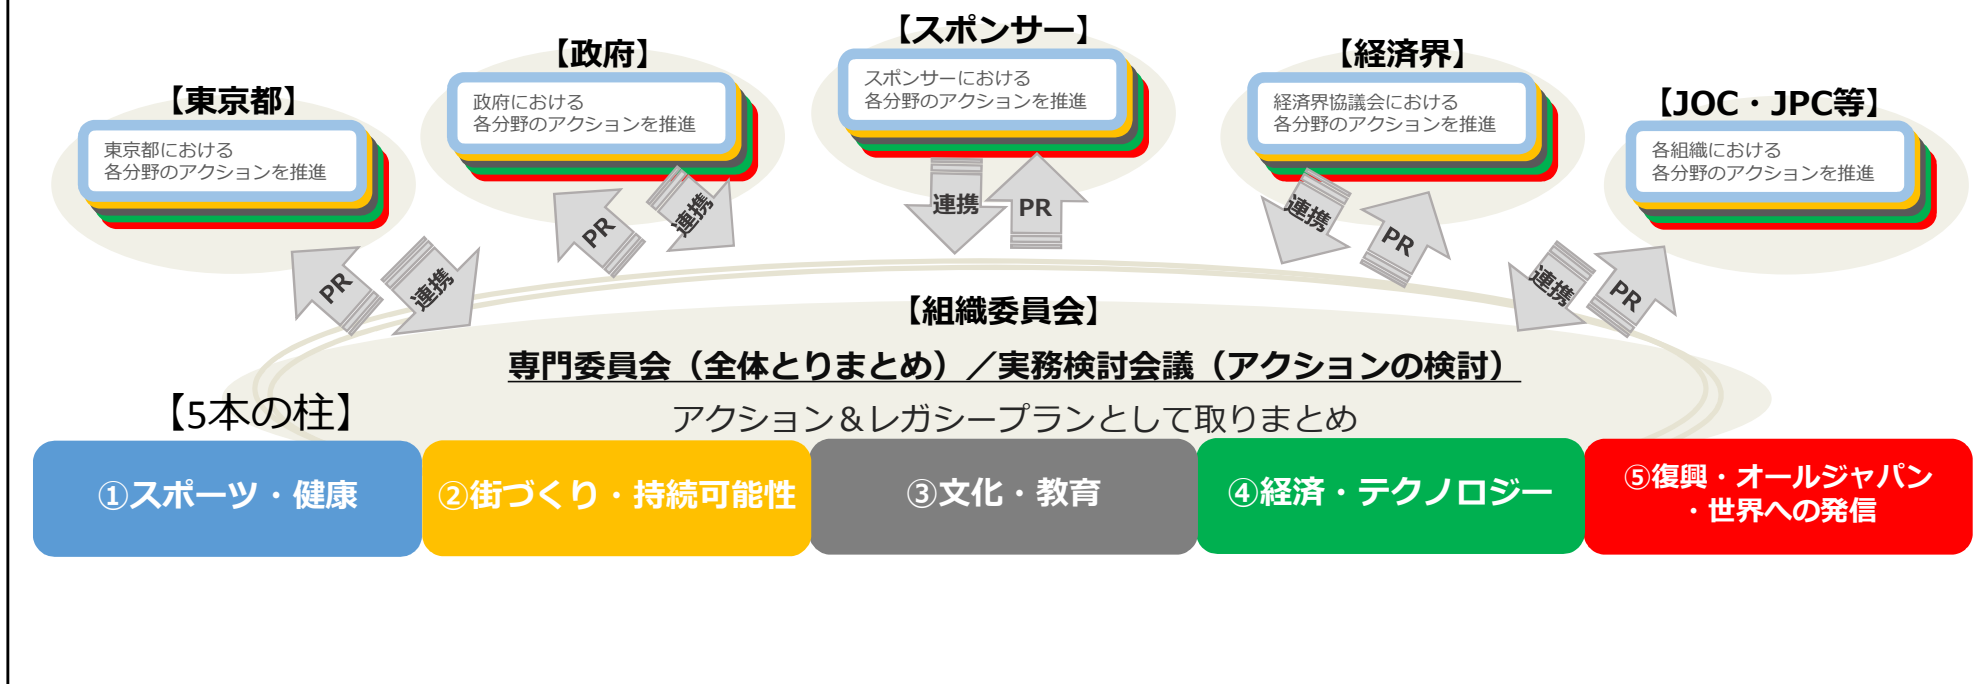 【東京都】
東京都における
各分野のアクションを推進
【政府】
政府における
各分野のアクションを推進
【スポンサー】
スポンサーにおける
各分野のアクションを推進
【経済界】
経済界協議会における
各分野のアクションを推進
【JOC・JPC等】
各組織における
各分野のアクションを推進
PR
連携
PR
連携
連携
PR
連携
PR
連携
PR
【組織委員会】
専門委員会（全体とりまとめ）／実務検討会議（アクションの検討）
アクション＆レガシープランとして取りまとめ
【5本の柱】
①スポーツ・健康
②街づくり・持続可能性
③文化・教育
④経済・テクノロジー
⑤復興・オールジャパン
・世界への発信